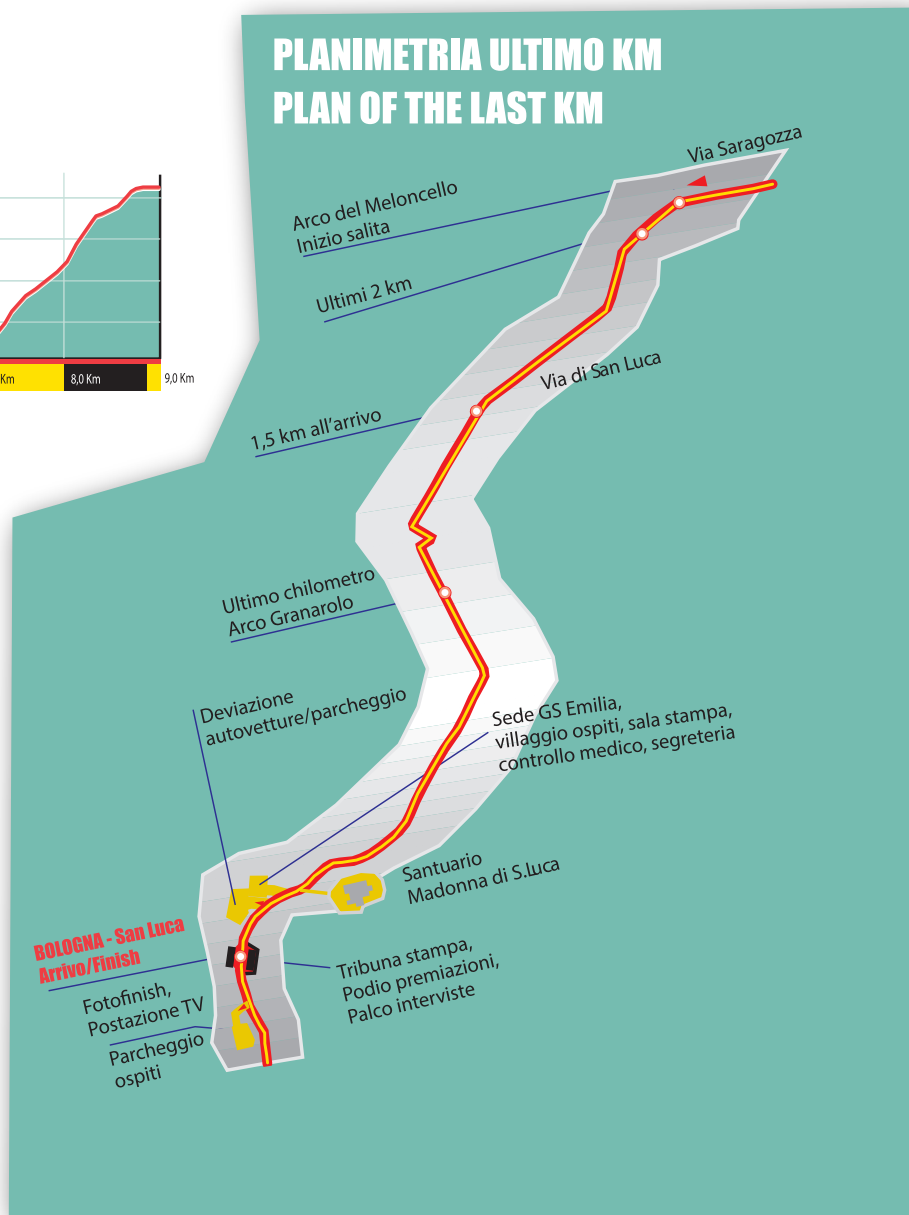 PLANIMETRIA ULTIMO KM
PLAN OF THE LAST KM
Via Saragozza
Arco del Meloncello
Inizio salita
Ultimi 2 km
Via di San Luca
Km
8,0 Km
9,0 Km
1,5 km all'arrivo
Ultimo chilometro
Arco Granarolo
Deviazione
autovetture/parcheggio
Sede GS Emilia,
villaggio ospiti, sala stampa,
controllo medico, segreteria
Santuario
Madonna di S.Luca
BOLOGNA - San Luca
Arrivo/Finish
Tribuna stampa,
Podio premiazioni,
Palco interviste
Fotofinish,
Postazione TV
Parcheggio
ospiti